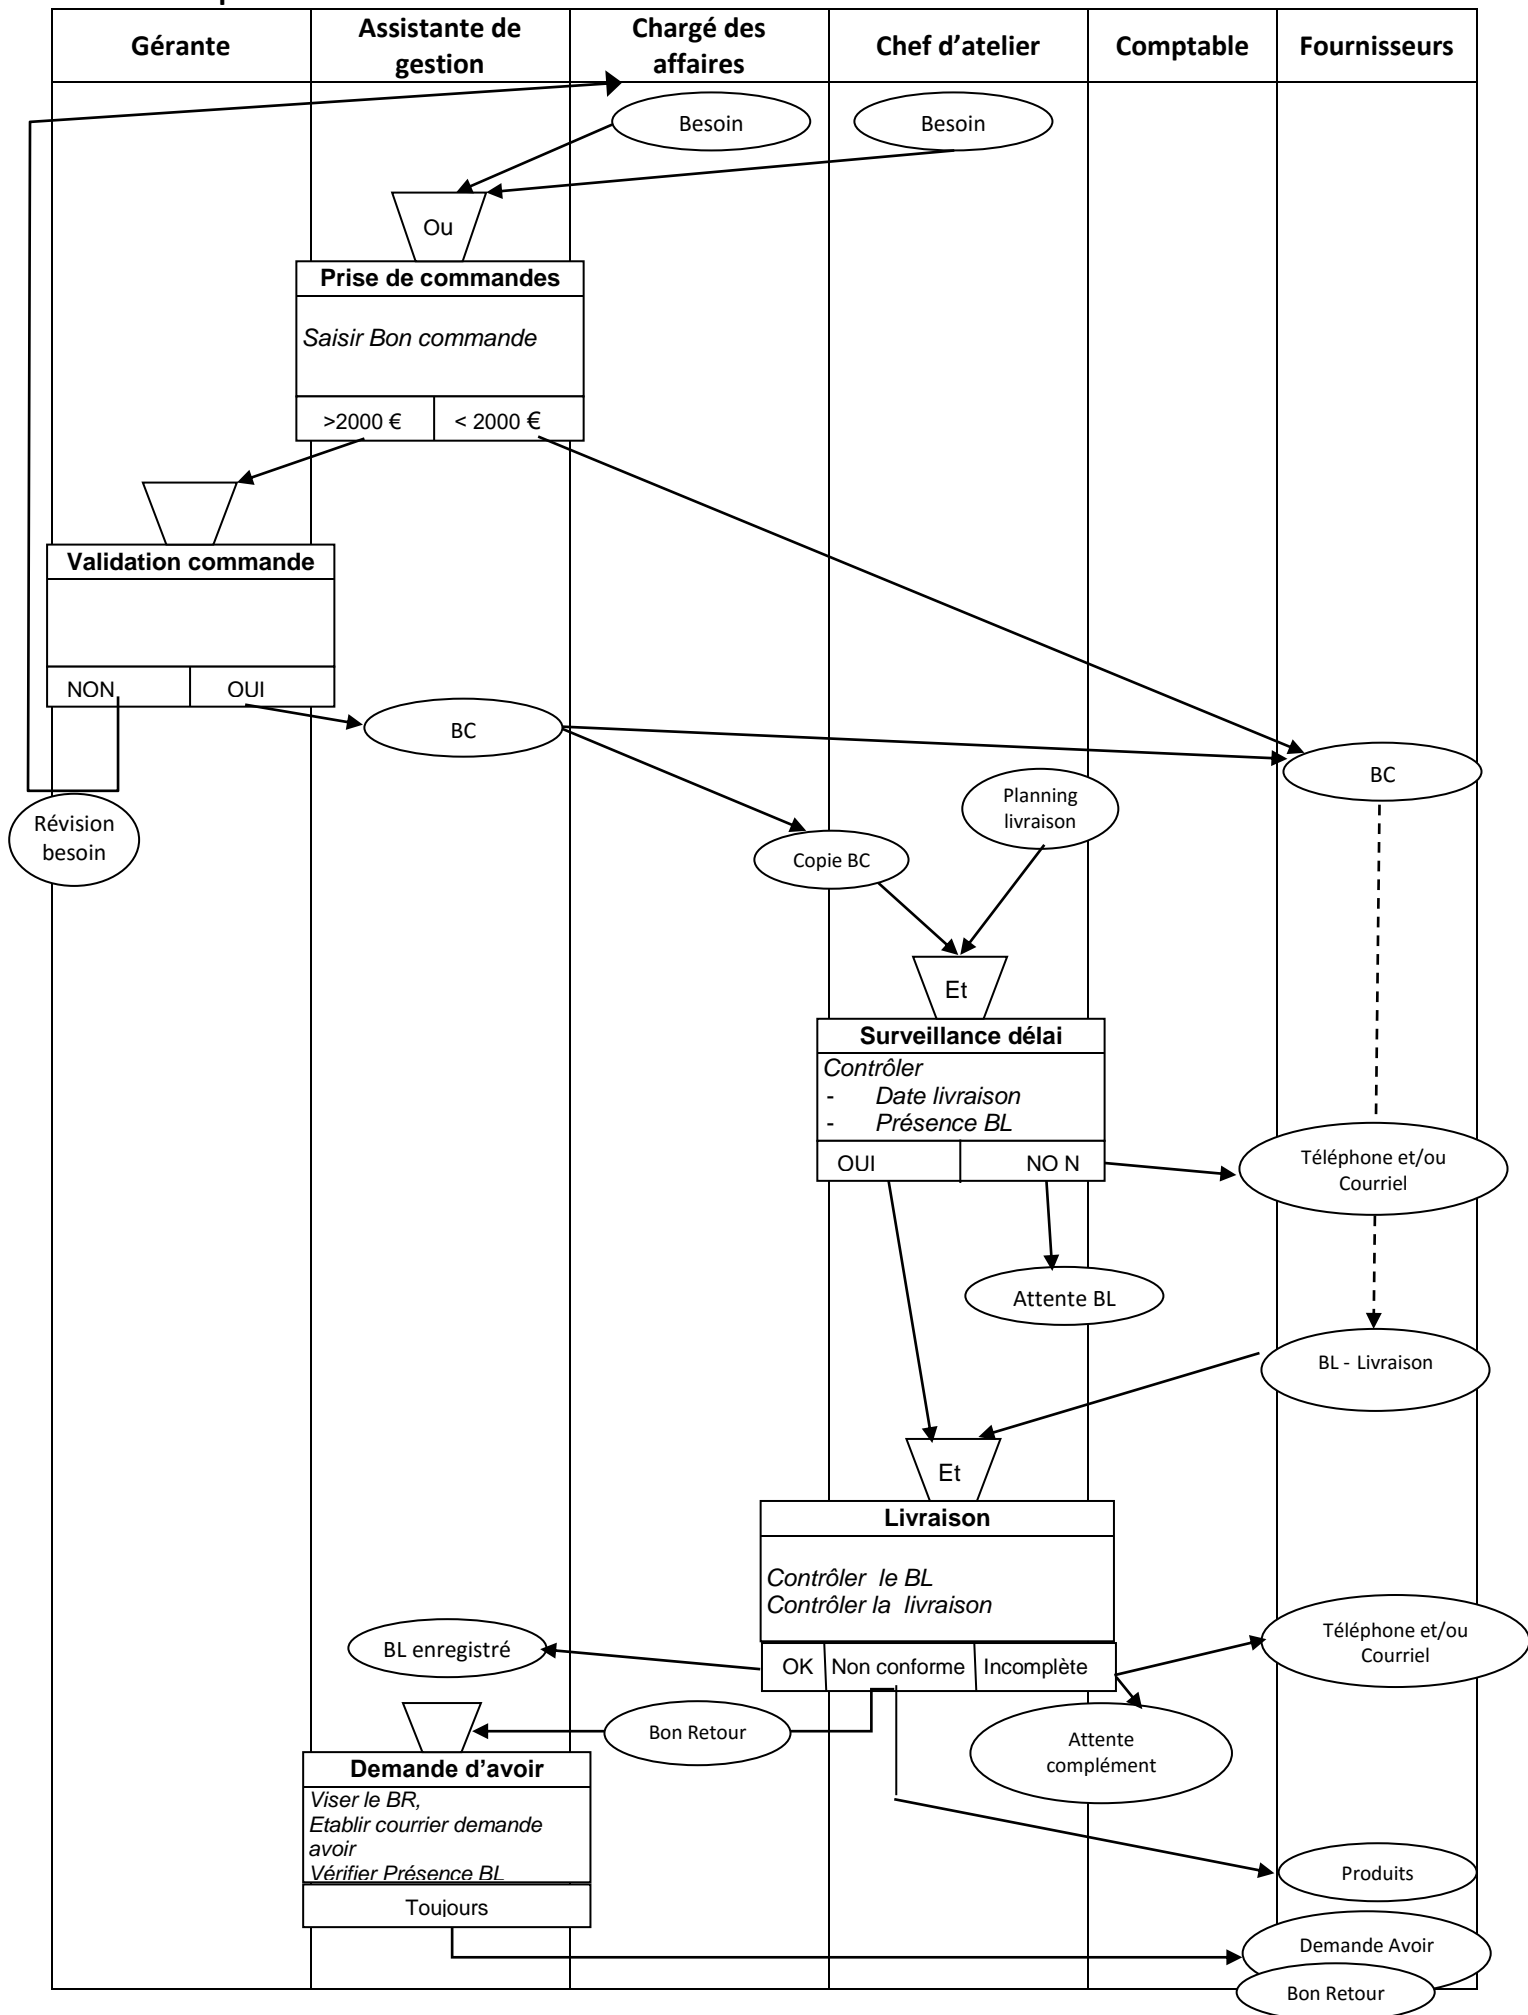 Gérante
Assistante de
gestion
Chargé des
affaires
Chef d'atelier
Comptable
Fournisseurs
Besoin
Besoin
Ou
Prise de commandes
Saisir Bon commande
>2000 €
< 2000 €
Validation commande
NON
OUI
BC
BC
Révision
besoin
Planning
livraison
Copie BC
Et
Surveillance délai
Contrôler
- Date livraison
- Présence BL
OUI
NO N
Téléphone et/ou
Courriel
Attente BL
BL - Livraison
Et
Livraison
Contrôler le BL
Contrôler la livraison
OK
Non conforme
Incomplète
BL enregistré
Téléphone et/ou
Courriel
Bon Retour
Attente
complément
Demande d'avoir
Viser le BR,
Etablir courrier demande
avoir
Vérifier Présence BL
Toujours
Produits
Demande Avoir
Bon Retour